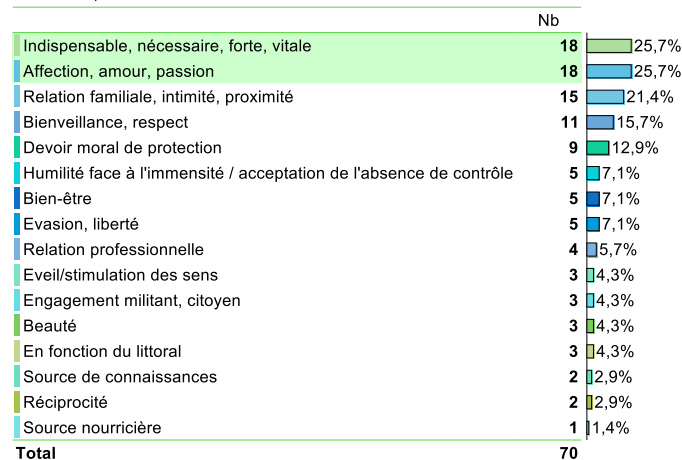 Nb
Indispensable, nécessaire, forte, vitale 18 25,7%
Affection, amour, passion 18 25,7%
Relation familiale, intimité, proximité 15 21,4%
Bienveillance, respect 11 15,7%
Devoir moral de protection 9 12,9%
Humilité face à l'immensité / acceptation de l'absence de contrôle 5 7,1%
Bien-être 5 7,1%
Evasion, liberté 5 7,1%
Relation professionnelle 4 5,7%
Eveil/stimulation des sens 3 4,3%
Engagement militant, citoyen 3 4,3%
Beauté 3 4,3%
En fonction du littoral 3 4,3%
Source de connaissances 2 2,9%
Réciprocité 2 2,9%
Source nourricière 1 1,4%
Total 70